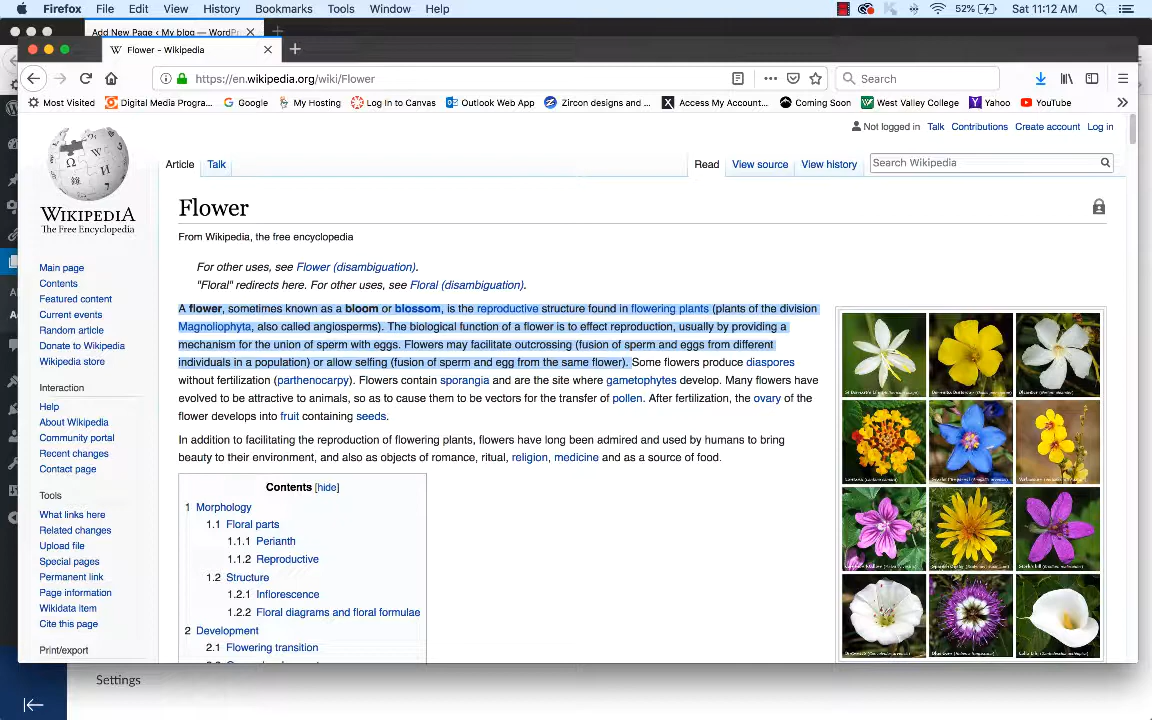 Firefox File Edit View History Bookmarks Tools Window Help 52% Sat 11:12 AM
Add New Page ‹ My blog — WordPr
Flower - Wikipedia
https://en.wikipedia.org/wiki/Flower Search
Most Visited Digital Media Progra... Google My Hosting Log In to Canvas Outlook Web App Zircon designs and ... Access My Account... Coming Soon West Valley College Yahoo YouTube
Not logged in Talk Contributions Create account Log in
Article Talk Read View source View history Search Wikipedia
WIKIPEDIA
The Free Encyclopedia
Main page
Contents
Featured content
Current events
Random article
Donate to Wikipedia
Wikipedia store
Interaction
Help
About Wikipedia
Community portal
Recent changes
Contact page
Tools
What links here
Related changes
Upload file
Special pages
Permanent link
Page information
Wikidata item
Cite this page
Print/export
Flower
From Wikipedia, the free encyclopedia
For other uses, see Flower (disambiguation).
"Floral" redirects here. For other uses, see Floral (disambiguation).
A flower, sometimes known as a bloom or blossom, is the reproductive structure found in flowering plants (plants of the division
Magnoliophyta, also called angiosperms). The biological function of a flower is to effect reproduction, usually by providing a
mechanism for the union of sperm with eggs. Flowers may facilitate outcrossing (fusion of sperm and eggs from different
individuals in a population) or allow selfing (fusion of sperm and egg from the same flower). Some flowers produce diaspores
without fertilization (parthenocarpy). Flowers contain sporangia and are the site where gametophytes develop. Many flowers have
evolved to be attractive to animals, so as to cause them to be vectors for the transfer of pollen. After fertilization, the ovary of the
flower develops into fruit containing seeds.
In addition to facilitating the reproduction of flowering plants, flowers have long been admired and used by humans to bring
beauty to their environment, and also as objects of romance, ritual, religion, medicine and as a source of food.
Contents [hide]
1 Morphology
1.1 Floral parts
1.1.1 Perianth
1.1.2 Reproductive
1.2 Structure
1.2.1 Inflorescence
1.2.2 Floral diagrams and floral formulae
2 Development
2.1 Flowering transition
Settings